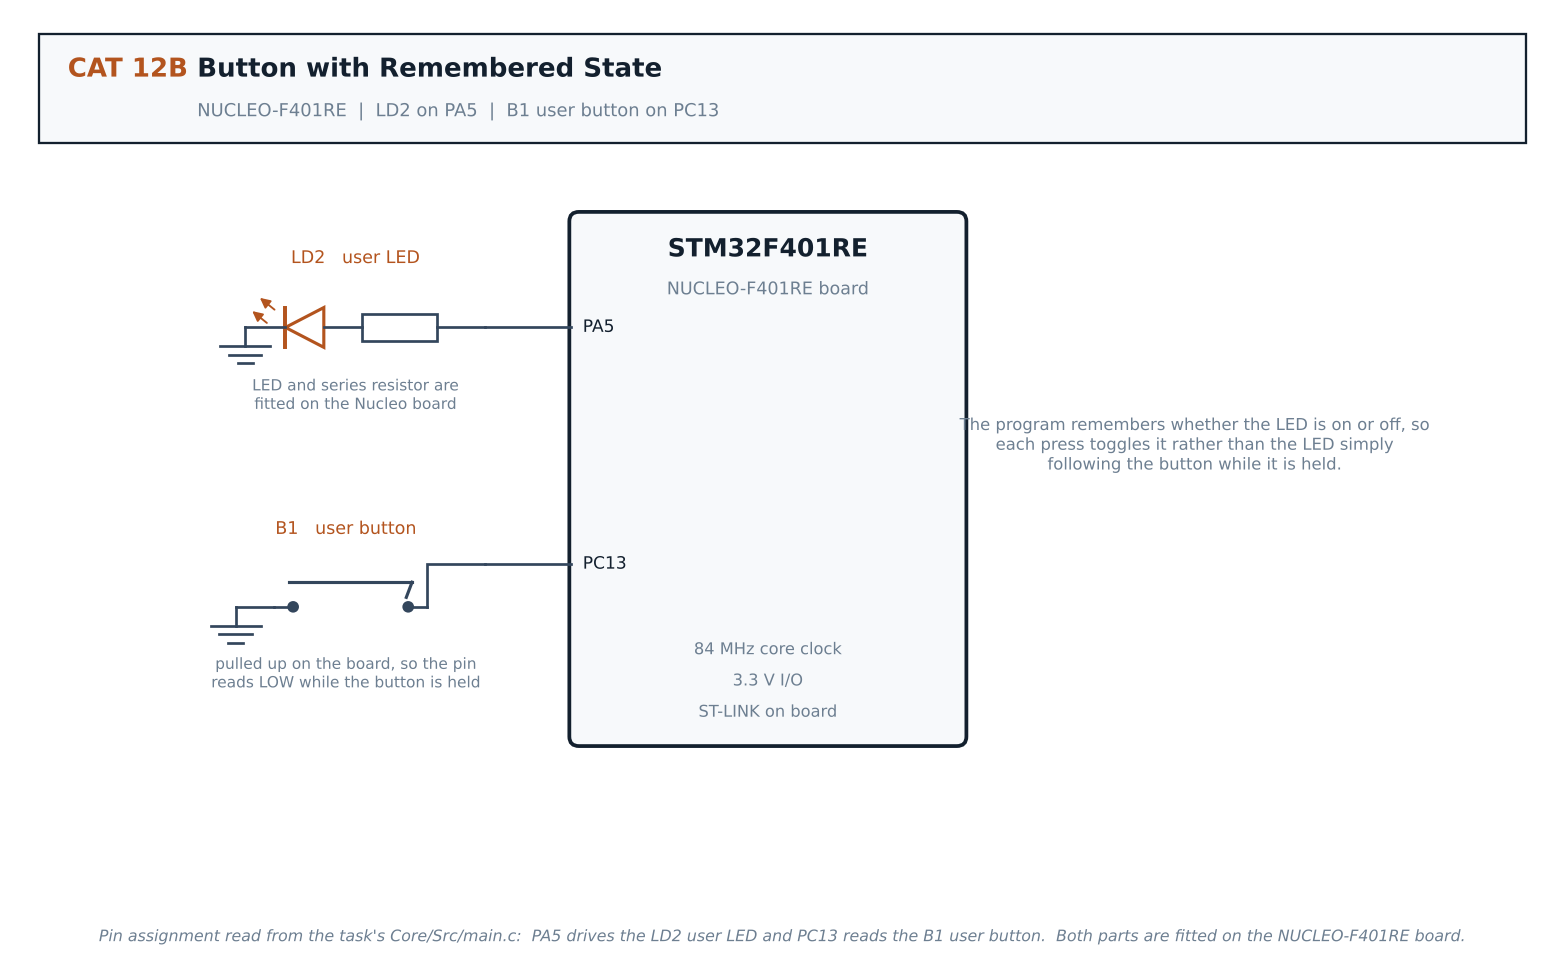 CAT 12B Button with Remembered State
NUCLEO-F401RE | LD2 on PA5 | B1 user button on PC13
STM32F401RE
NUCLEO-F401RE board
LD2 user LED
PA5
LED and series resistor are
fitted on the Nucleo board
The program remembers whether the LED is on or off, so
each press toggles it rather than the LED simply
following the button while it is held.
B1 user button
PC13
pulled up on the board, so the pin
reads LOW while the button is held
84 MHz core clock
3.3 V I/O
ST-LINK on board
Pin assignment read from the task's Core/Src/main.c: PA5 drives the LD2 user LED and PC13 reads the B1 user button. Both parts are fitted on the NUCLEO-F401RE board.